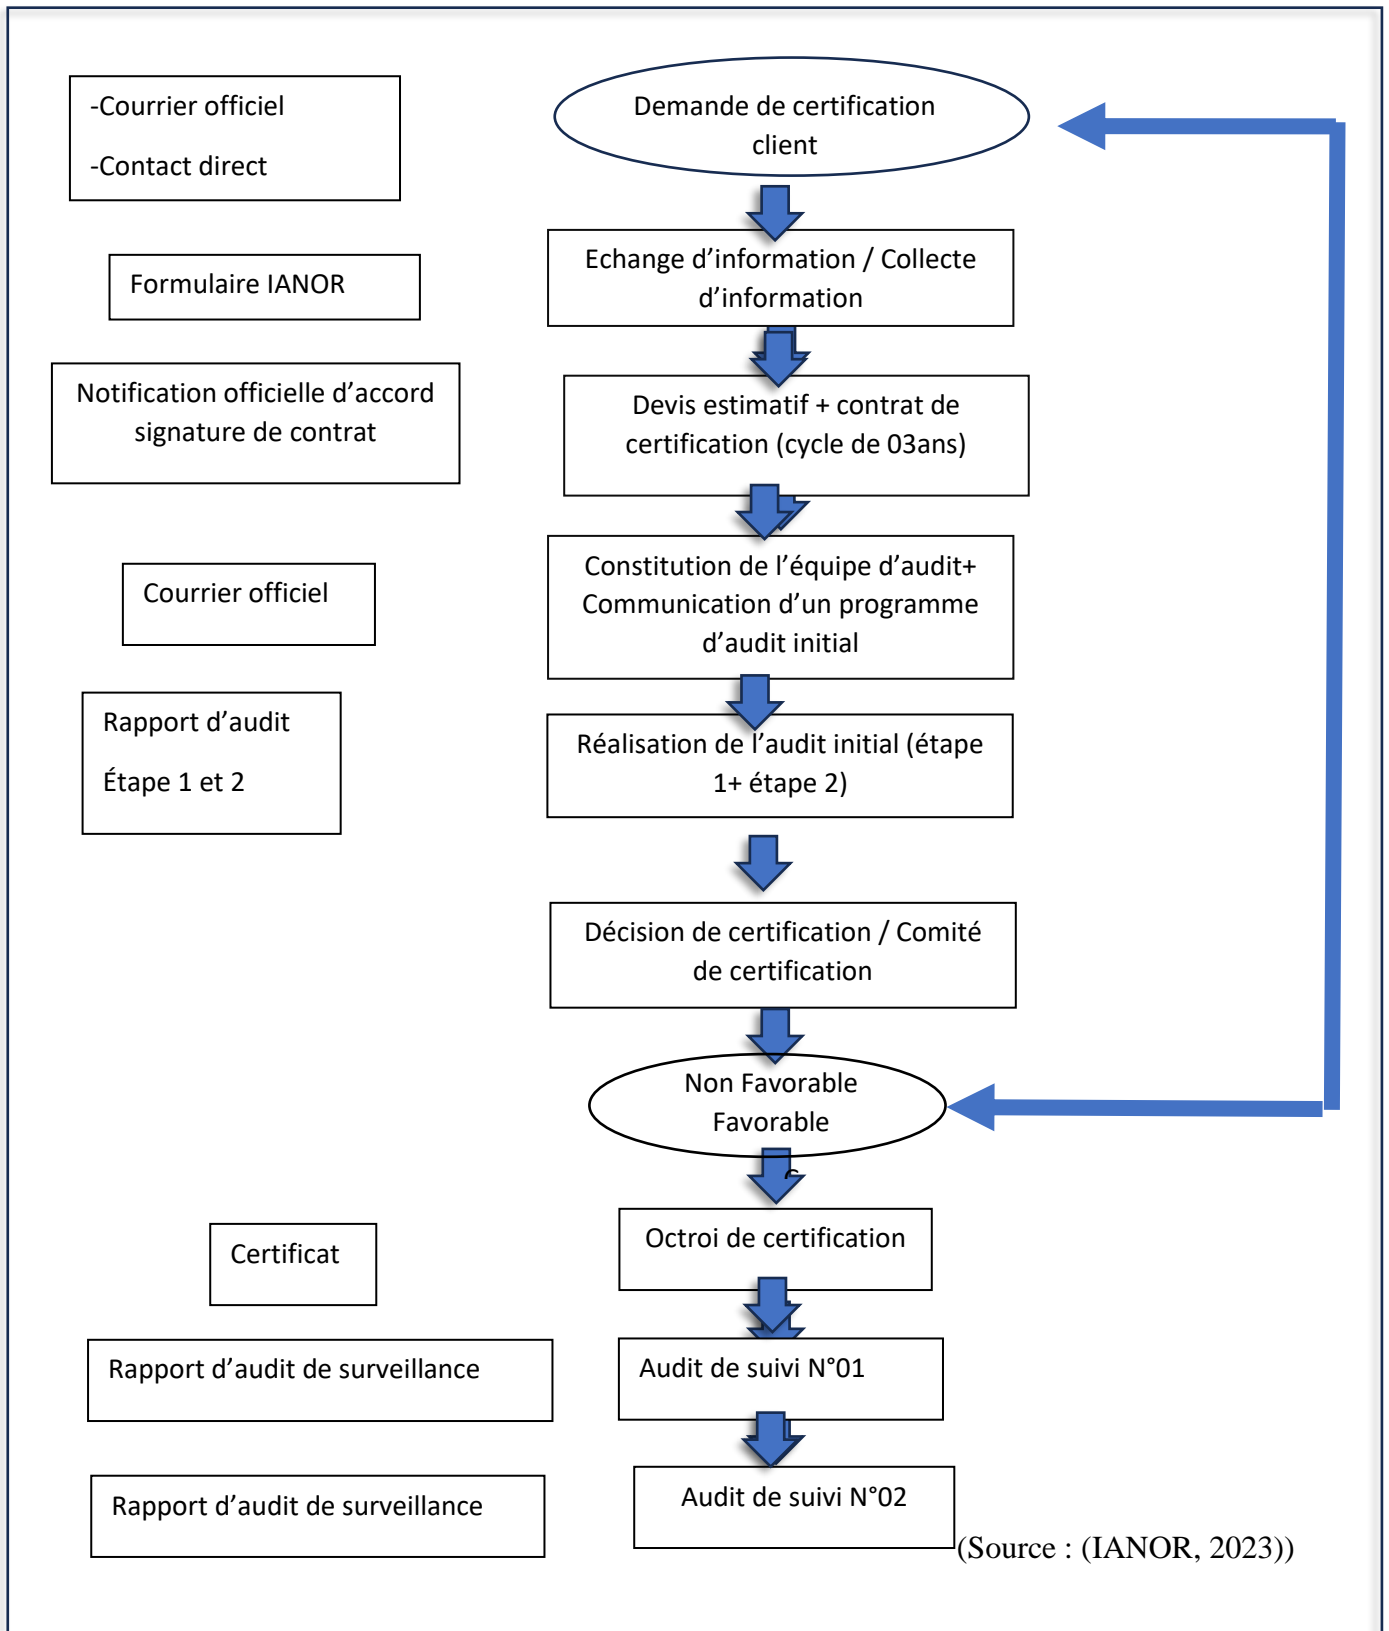 -Courrier officiel
-Contact direct
Demande de certification
client
Formulaire IANOR
Echange d’information / Collecte
d’information
Notification officielle d’accord
signature de contrat
Devis estimatif + contrat de
certification (cycle de 03ans)
Courrier officiel
Constitution de l’équipe d’audit+
Communication d’un programme
d’audit initial
Rapport d’audit
Étape 1 et 2
Réalisation de l’audit initial (étape
1+ étape 2)
Décision de certification / Comité
de certification
Non Favorable
Favorable
Certificat
Octroi de certification
Rapport d’audit de surveillance
Audit de suivi N°01
Rapport d’audit de surveillance
Audit de suivi N°02
(Source : (IANOR, 2023))